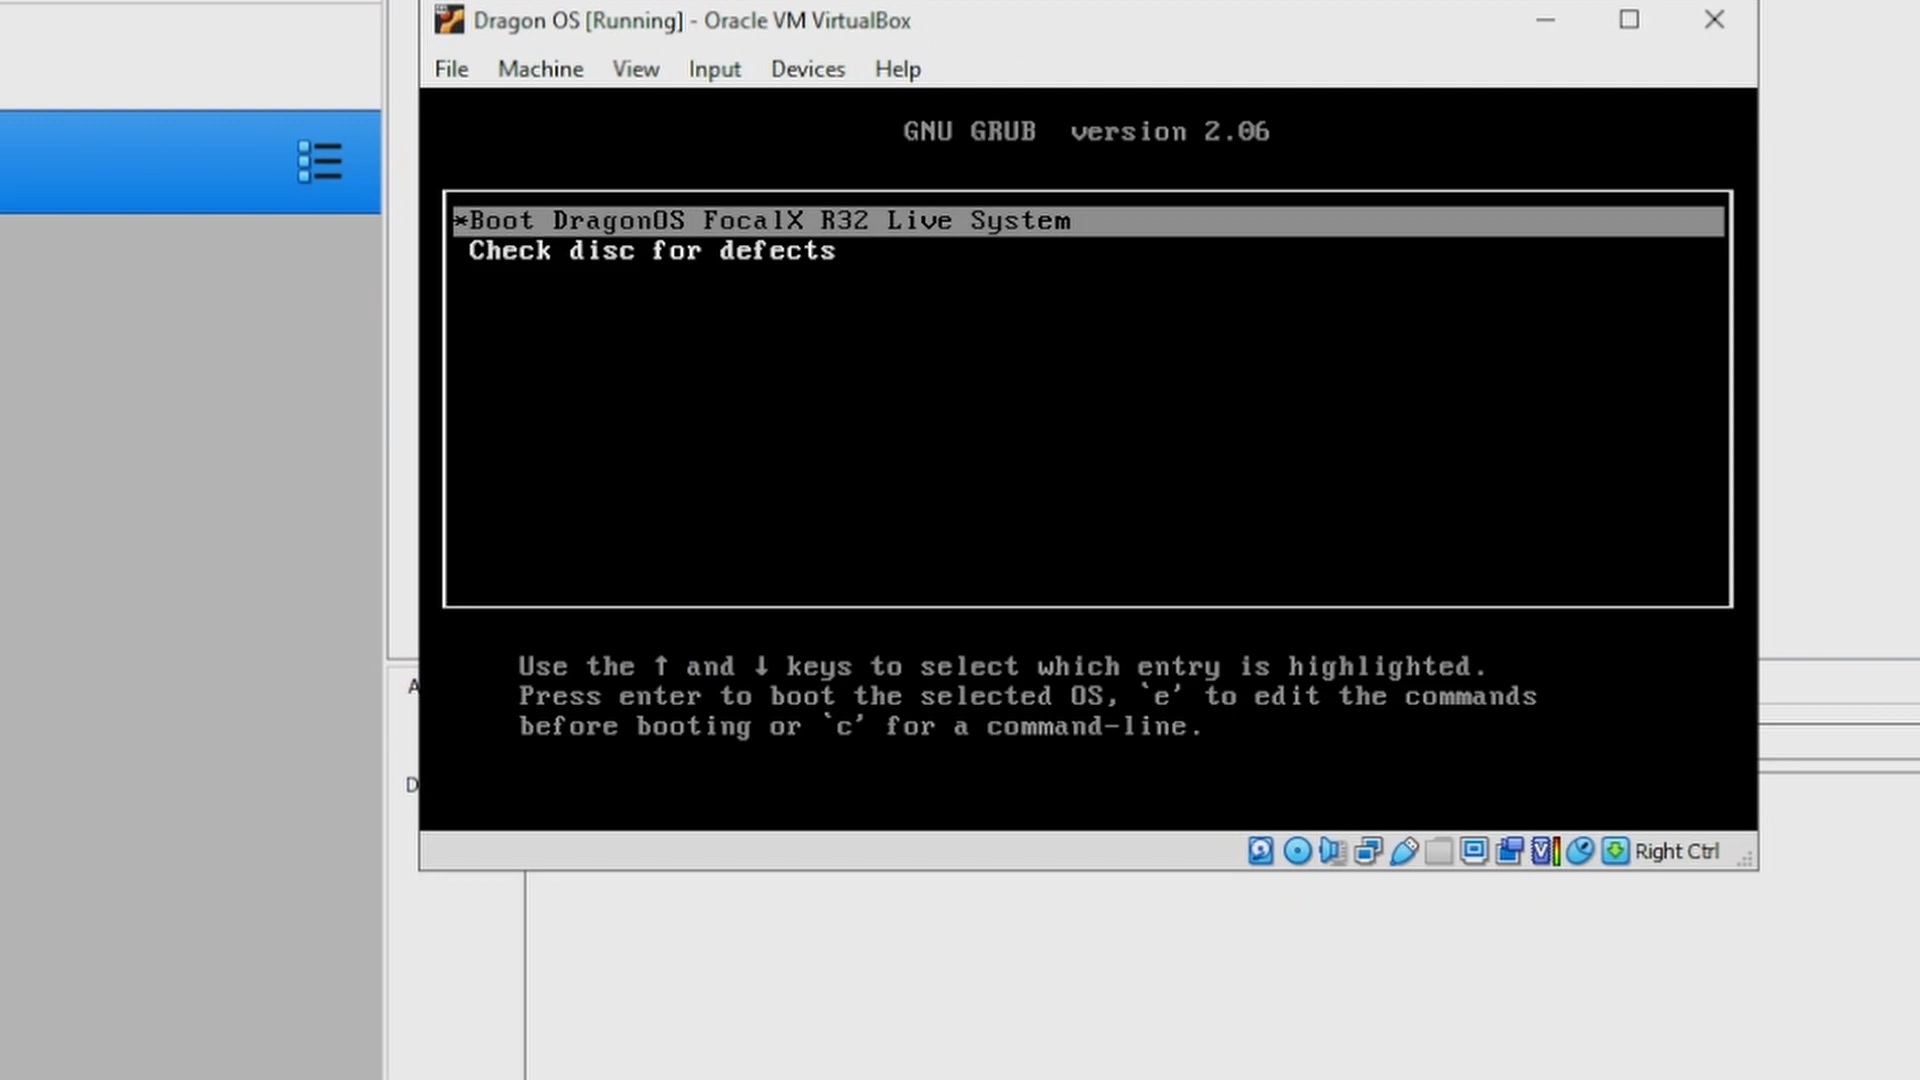 Dragon OS [Running] - Oracle VM VirtualBox
File Machine View Input Devices Help
GNU GRUB version 2.06
*Boot DragonOS FocalX R32 Live System
Check disc for defects
Use the ↑ and ↓ keys to select which entry is highlighted.
Press enter to boot the selected OS, `e' to edit the commands
before booting or `c' for a command-line.
A
D
Right Ctrl